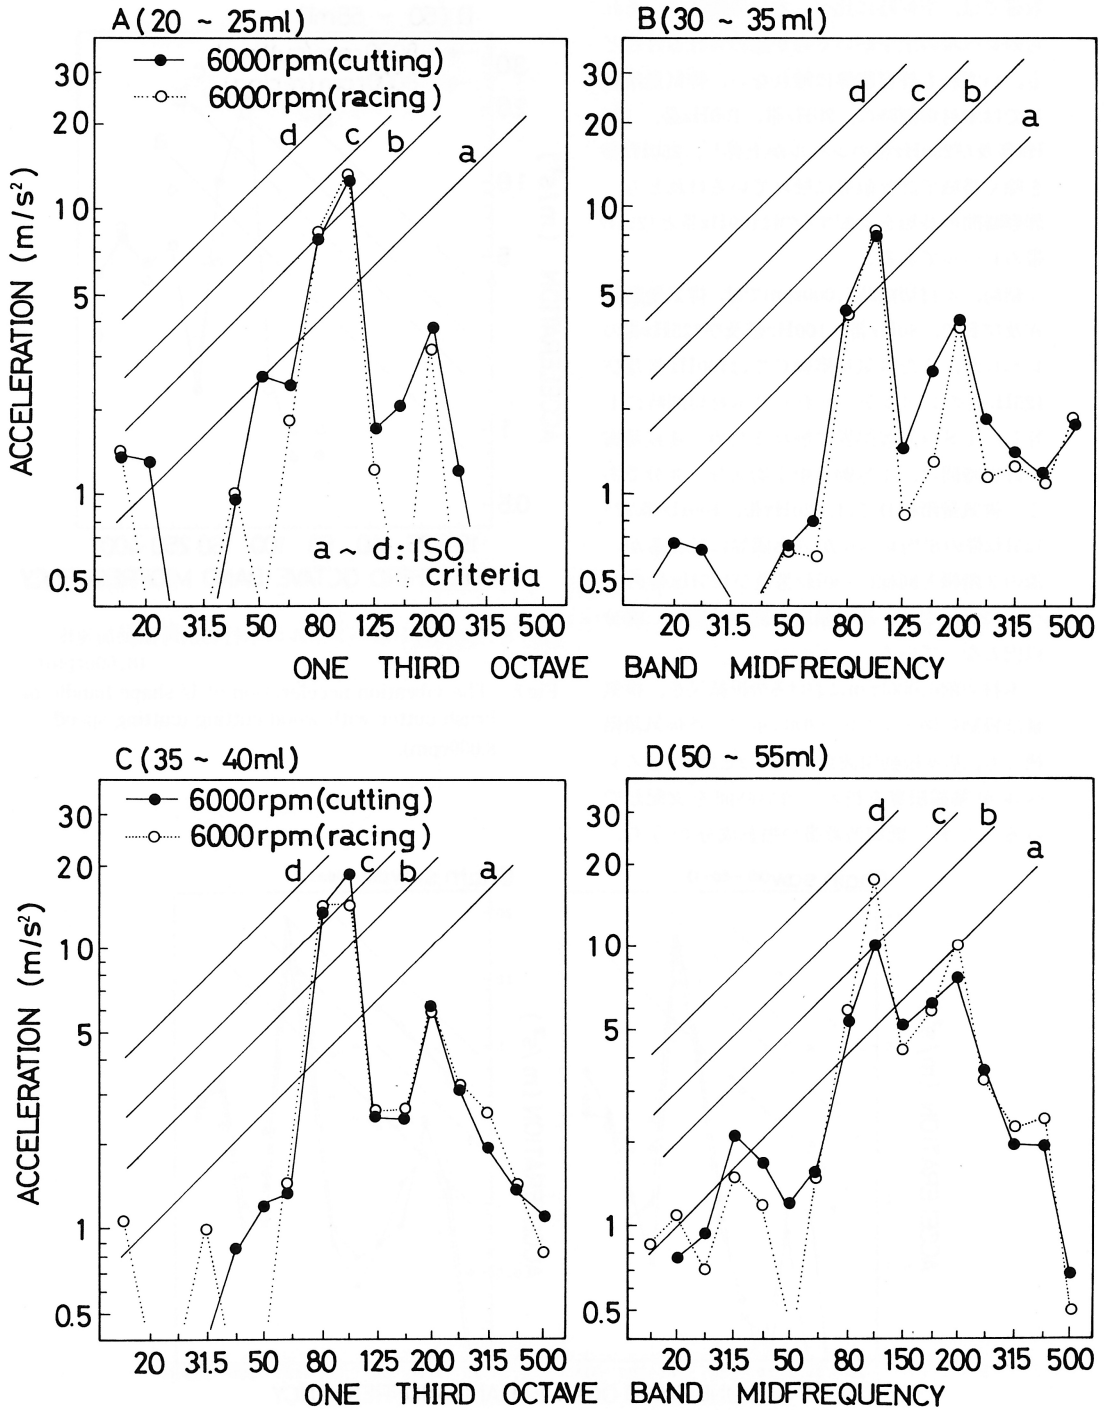 A(20 ~ 25ml)
6000rpm(cutting)
6000rpm(racing)
d c b a
30
20
10
5
1
0.5
ACCELERATION (m/s²)
a ~ d:ISO
criteria
20 31.5 50 80 125 200 315 500
B(30 ~ 35ml)
d c b a
30
20
10
5
1
0.5
20 31.5 50 80 125 200 315 500
ONE THIRD OCTAVE BAND MIDFREQUENCY
C(35 ~ 40ml)
6000rpm(cutting)
6000rpm(racing)
d c b a
30
20
10
5
1
0.5
ACCELERATION (m/s²)
20 31.5 50 80 125 200 315 500
D(50 ~ 55ml)
d c b a
30
20
10
5
1
0.5
20 31.5 50 80 150 200 315 500
ONE THIRD OCTAVE BAND MIDFREQUENCY